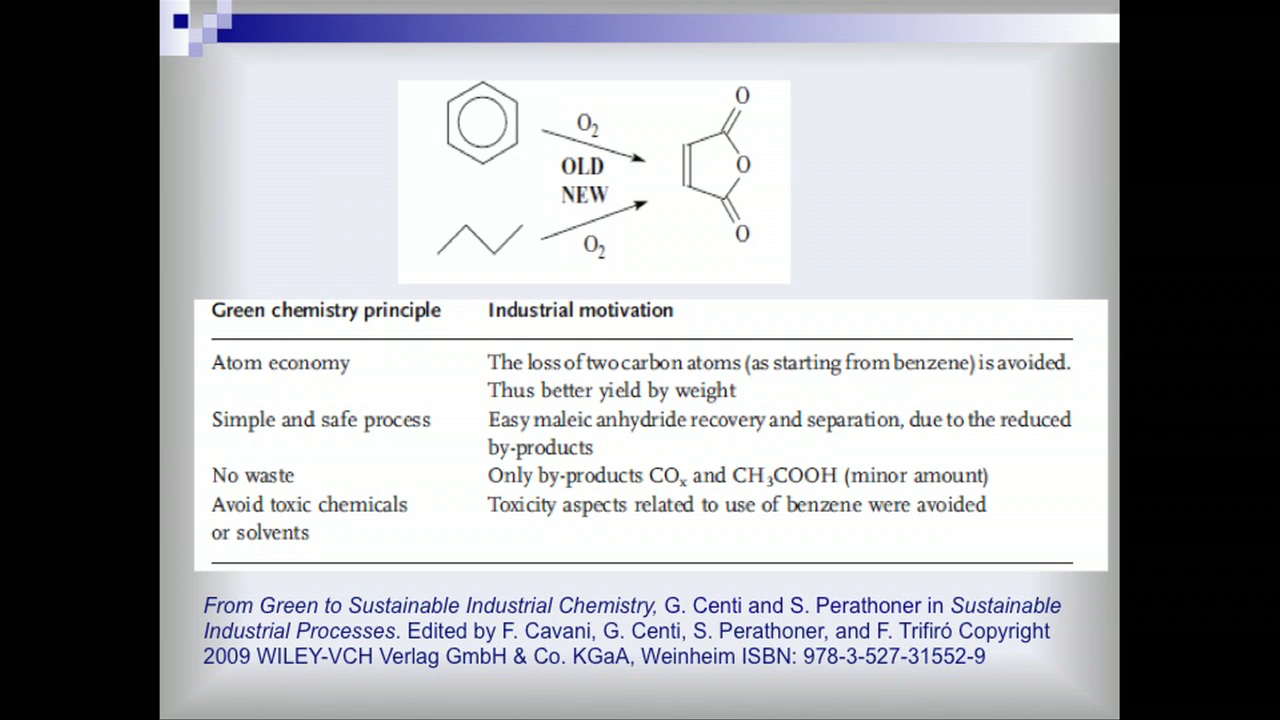 O
O₂
OLD
O
NEW
O₂
O
Green chemistry principle Industrial motivation
Atom economy The loss of two carbon atoms (as starting from benzene) is avoided.
Thus better yield by weight
Simple and safe process Easy maleic anhydride recovery and separation, due to the reduced
by-products
No waste Only by-products COₓ and CH₃COOH (minor amount)
Avoid toxic chemicals Toxicity aspects related to use of benzene were avoided
or solvents
From Green to Sustainable Industrial Chemistry, G. Centi and S. Perathoner in Sustainable
Industrial Processes. Edited by F. Cavani, G. Centi, S. Perathoner, and F. Trifiró Copyright
2009 WILEY-VCH Verlag GmbH & Co. KGaA, Weinheim ISBN: 978-3-527-31552-9